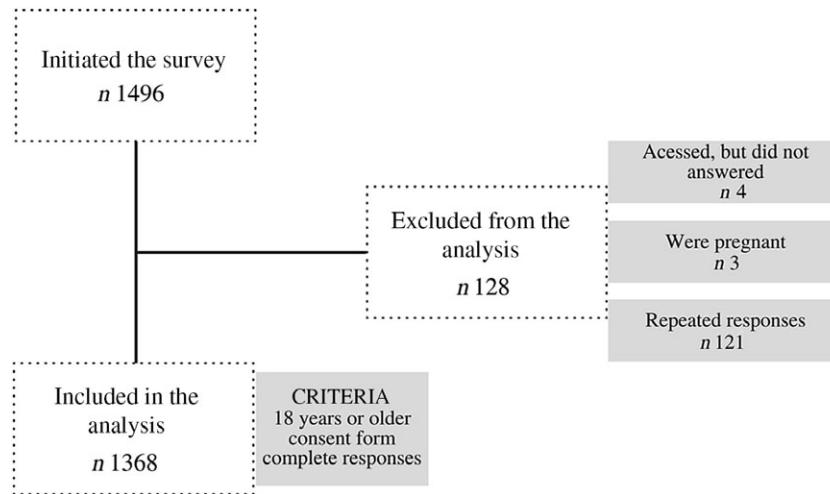 Initiated the survey
n 1496
Acessed, but did not
answered
n 4
Excluded from the
analysis
n 128
Were pregnant
n 3
Repeated responses
n 121
Included in the
analysis
n 1368
CRITERIA
18 years or older
consent form
complete responses